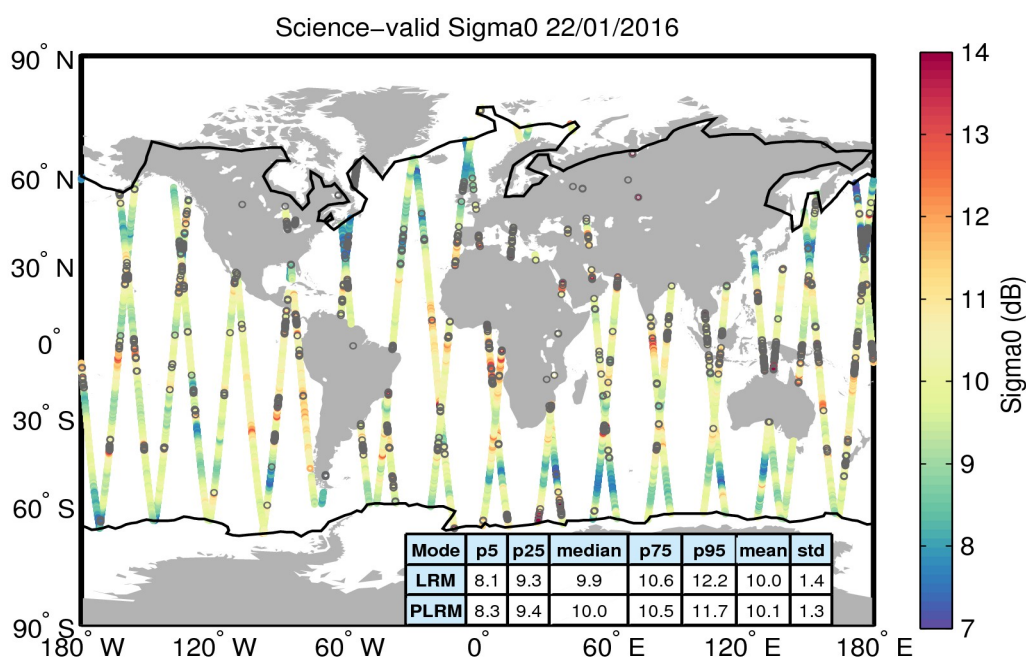 Science−valid Sigma0 22/01/2016
90° N
60° N
30° N
0°
30° S
60° S
90° S
180° W
120° W
60° W
0°
60° E
120° E
180° E
14
13
12
11
10
9
8
7
Sigma0 (dB)
Mode p5 p25 median p75 p95 mean std
LRM 8.1 9.3 9.9 10.6 12.2 10.0 1.4
PLRM 8.3 9.4 10.0 10.5 11.7 10.1 1.3